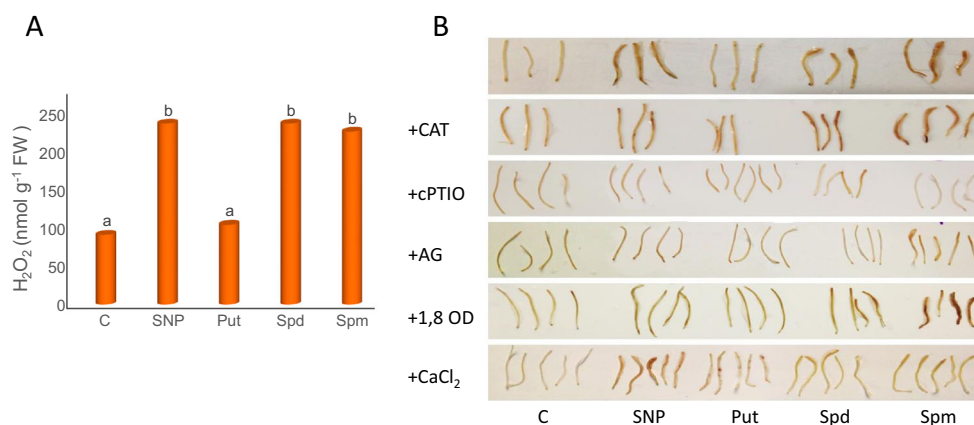 A
B
H₂O₂ (nmol g⁻¹ FW )
250
200
150
100
50
0
a
b
a
b
b
C SNP Put Spd Spm
+CAT
+cPTIO
+AG
+1,8 OD
+CaCl₂
C SNP Put Spd Spm